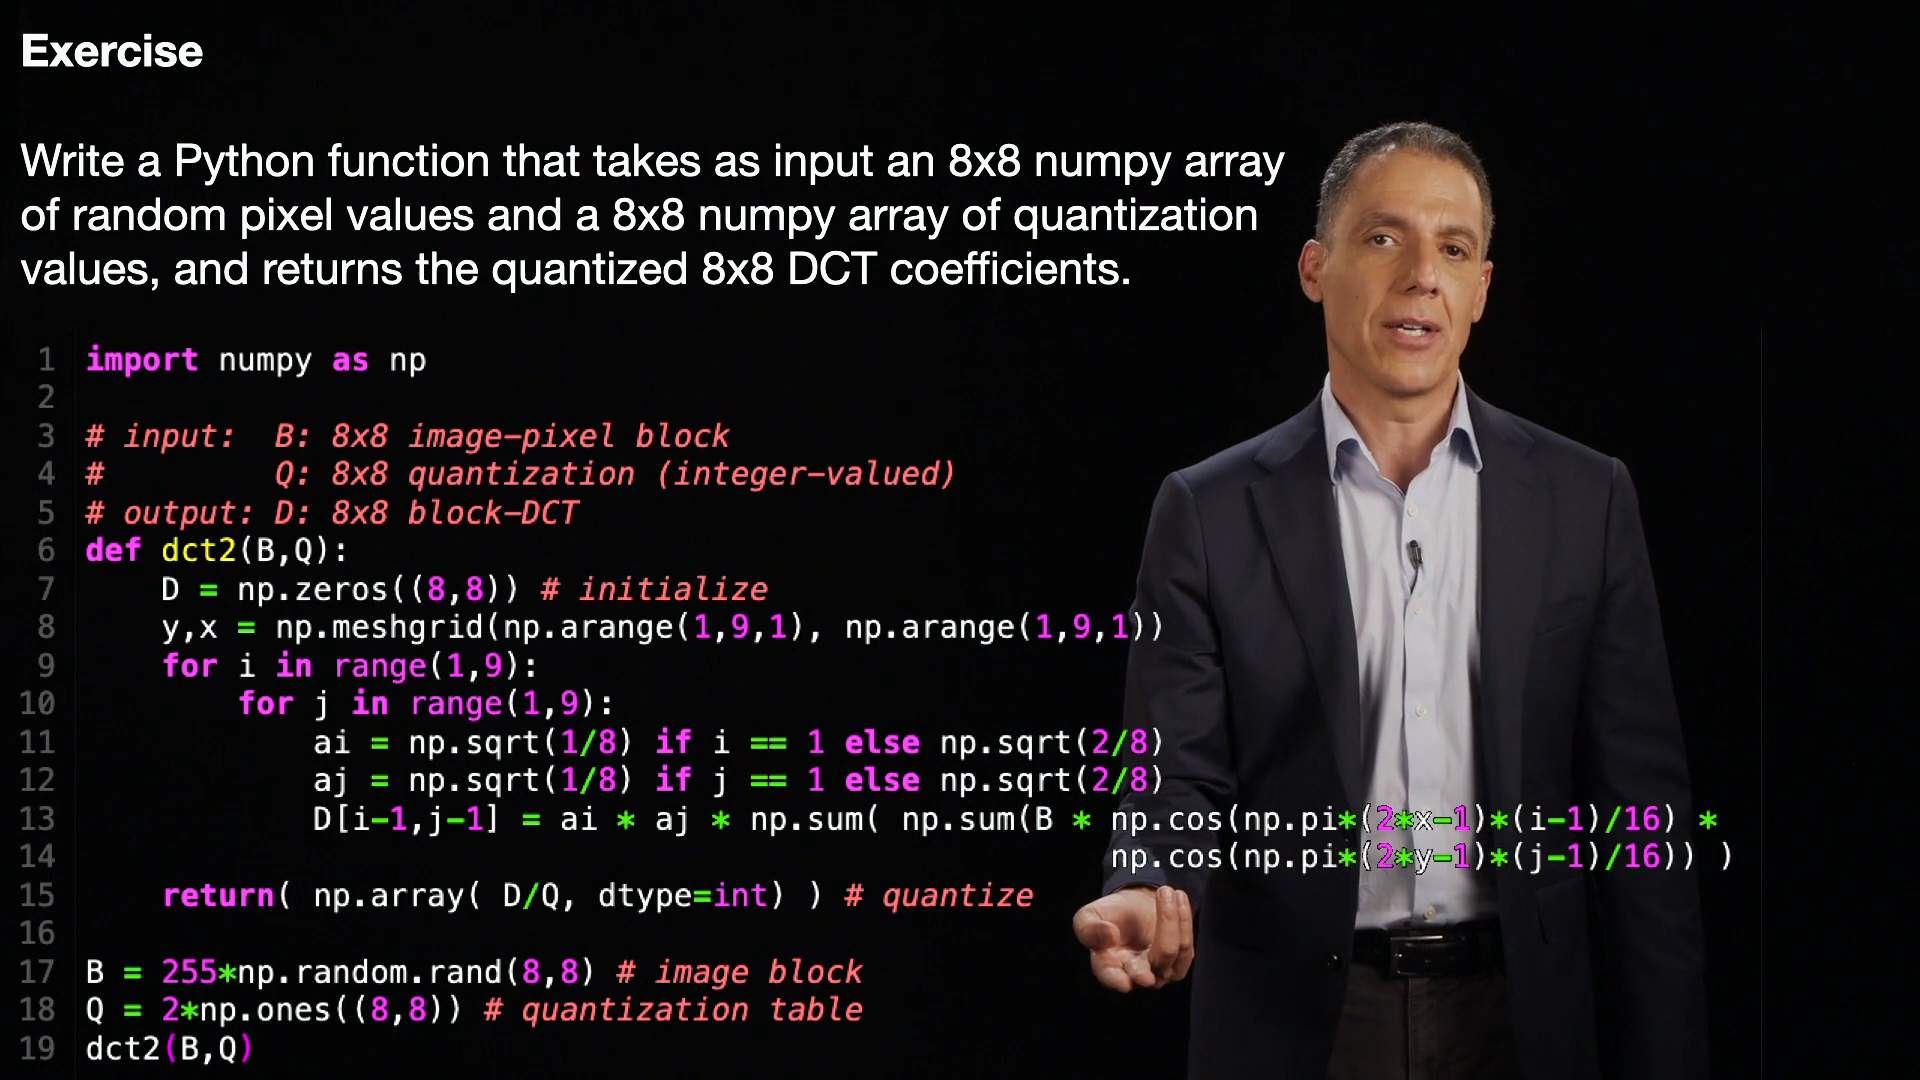 Exercise
Write a Python function that takes as input an 8x8 numpy array
of random pixel values and a 8x8 numpy array of quantization
values, and returns the quantized 8x8 DCT coefficients.
1 import numpy as np
2
3 # input:  B: 8x8 image-pixel block
4 #         Q: 8x8 quantization (integer-valued)
5 # output: D: 8x8 block-DCT
6 def dct2(B,Q):
7     D = np.zeros((8,8)) # initialize
8     y,x = np.meshgrid(np.arange(1,9,1), np.arange(1,9,1))
9     for i in range(1,9):
10         for j in range(1,9):
11             ai = np.sqrt(1/8) if i == 1 else np.sqrt(2/8)
12             aj = np.sqrt(1/8) if j == 1 else np.sqrt(2/8)
13             D[i-1,j-1] = ai * aj * np.sum( np.sum(B * np.cos(np.pi*(2*x-1)*(i-1)/16) *
14                                                       np.cos(np.pi*(2*y-1)*(j-1)/16)) )
15     return( np.array( D/Q, dtype=int) ) # quantize
16
17 B = 255*np.random.rand(8,8) # image block
18 Q = 2*np.ones((8,8)) # quantization table
19 dct2(B,Q)